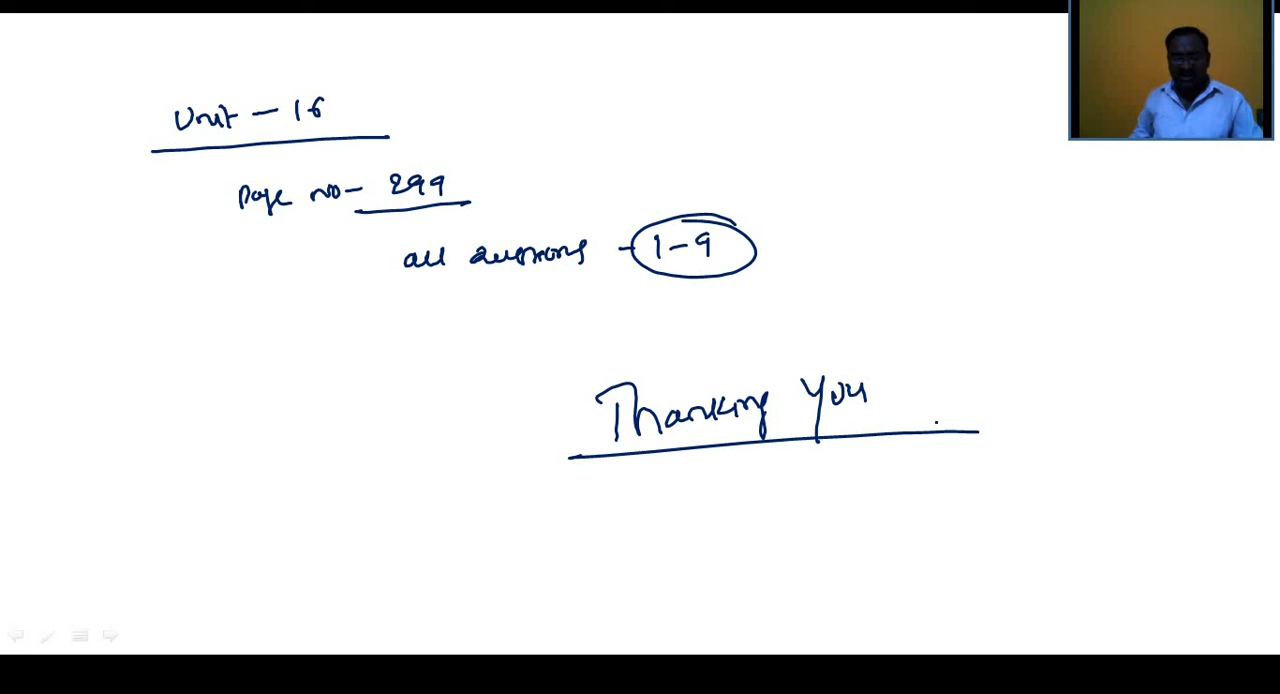 Unit - 16
Page no - 299
all questions - 1-9
Thanking You